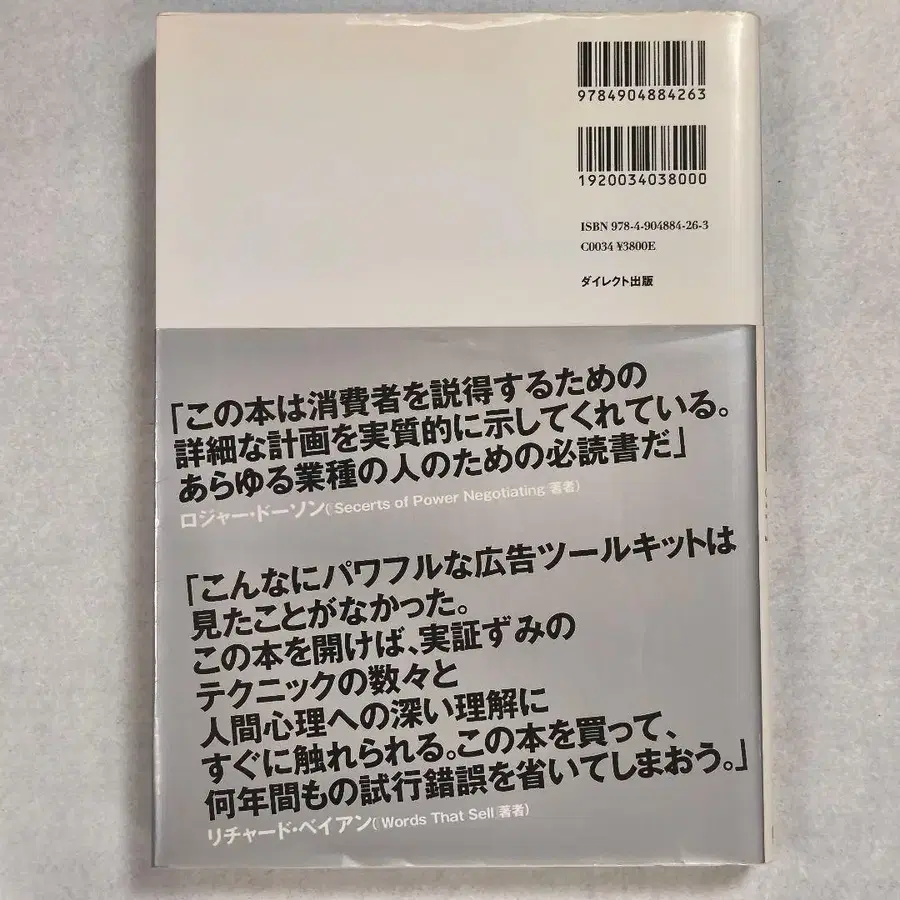 9784904884263
1920034038000
ISBN 978-4-904884-26-3
C0034 ¥3800E
ダイレクト出版
「この本は消費者を説得するための
詳細な計画を実質的に示してくれている。
あらゆる業種の人のための必読書だ」
ロジャー・ドーソン(『Secerts of Power Negotiating』著者)
「こんなにパワフルな広告ツールキットは
見たことがなかった。
この本を開けば、実証ずみの
テクニックの数々と
人間心理への深い理解に
すぐに触れられる。この本を買って、
何年間もの試行錯誤を省いてしまおう。」
リチャード・ベイアン(『Words That Sell』著者)